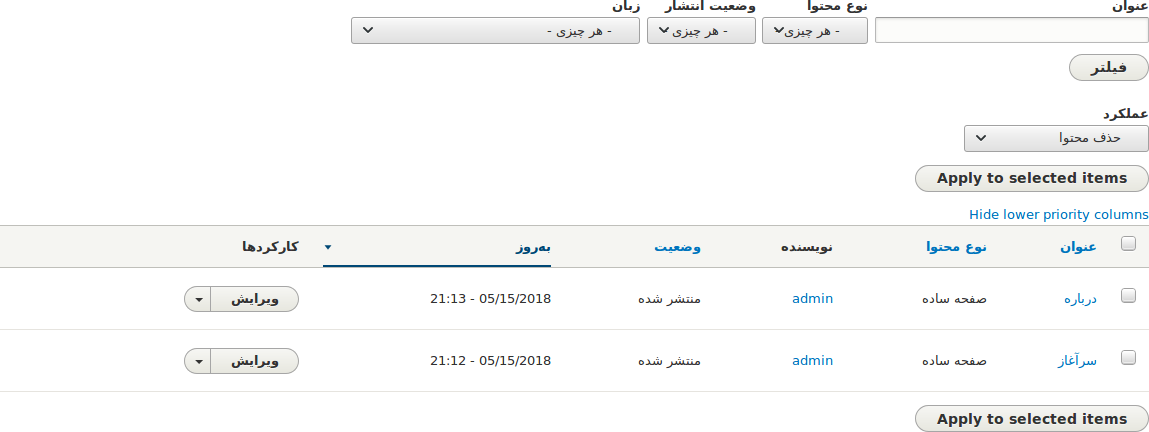 عنوان نوع محتوا وضعیت انتشار زبان
- هر چیزی - - هر چیزی - - هر چیزی -
فیلتر
عملکرد
حذف محتوا
Apply to selected items
Hide lower priority columns
عنوان نوع محتوا نویسنده وضعیت به‌روز کارکردها
درباره صفحه ساده admin منتشر شده 05/15/2018 - 21:13 ویرایش
سرآغاز صفحه ساده admin منتشر شده 05/15/2018 - 21:12 ویرایش
Apply to selected items